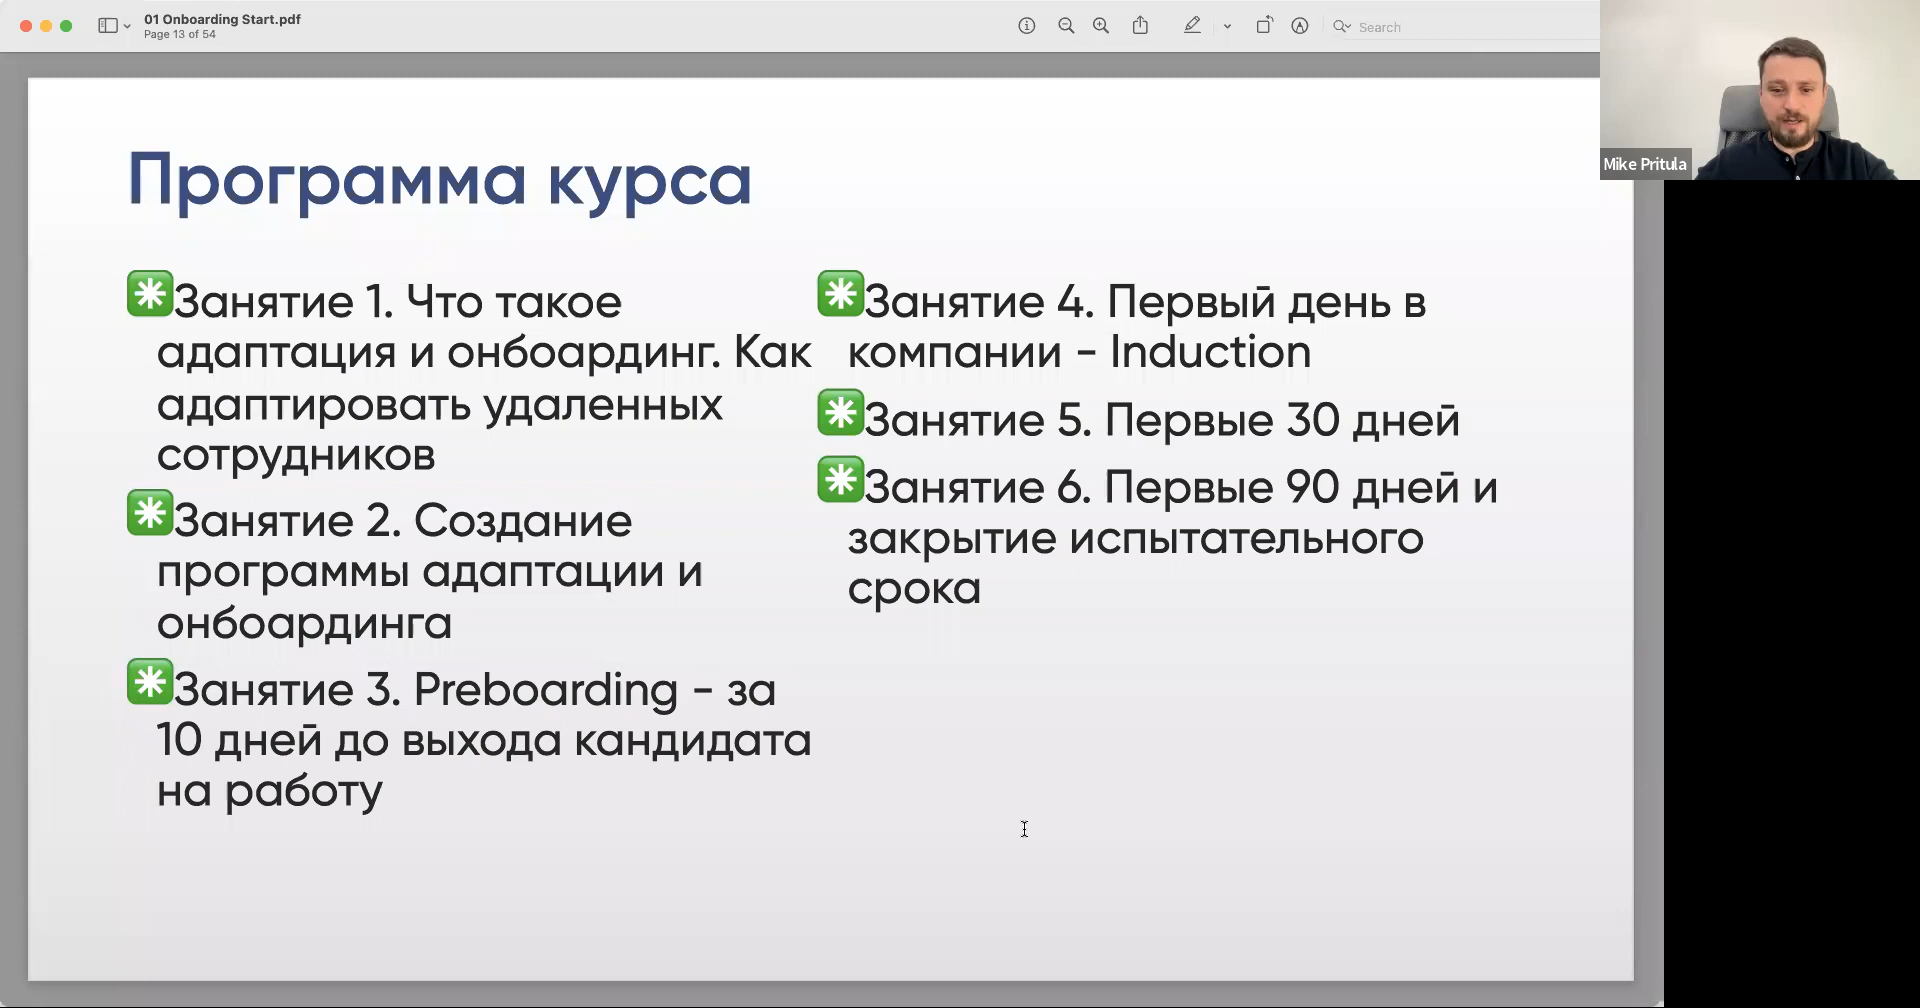 01 Onboarding Start.pdf
Page 13 of 54
Search
Mike Pritula
Программа курса
Занятие 1. Что такое
адаптация и онбоардинг. Как
адаптировать удаленных
сотрудников
Занятие 2. Создание
программы адаптации и
онбоардинга
Занятие 3. Preboarding - за
10 дней до выхода кандидата
на работу
Занятие 4. Первый день в
компании - Induction
Занятие 5. Первые 30 дней
Занятие 6. Первые 90 дней и
закрытие испытательного
срока